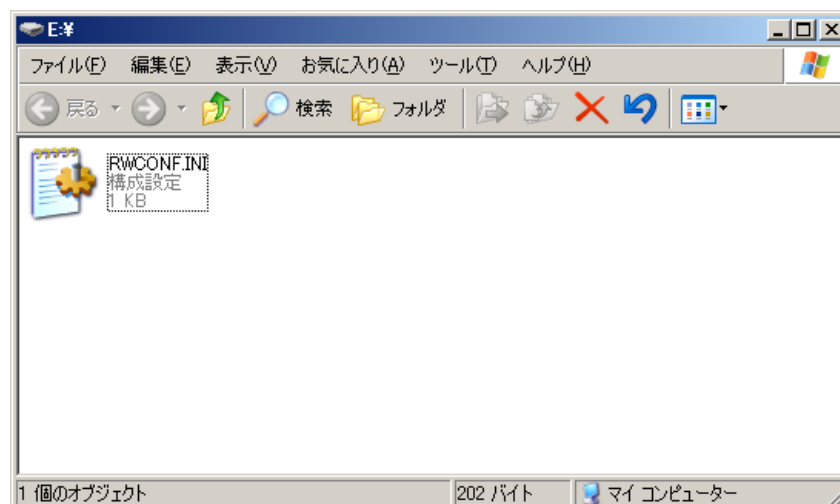 E:¥
ファイル(F) 編集(E) 表示(V) お気に入り(A) ツール(T) ヘルプ(H)
戻る 検索 フォルダ
RWCONF.INI
構成設定
1 KB
1 個のオブジェクト 202 バイト マイ コンピューター